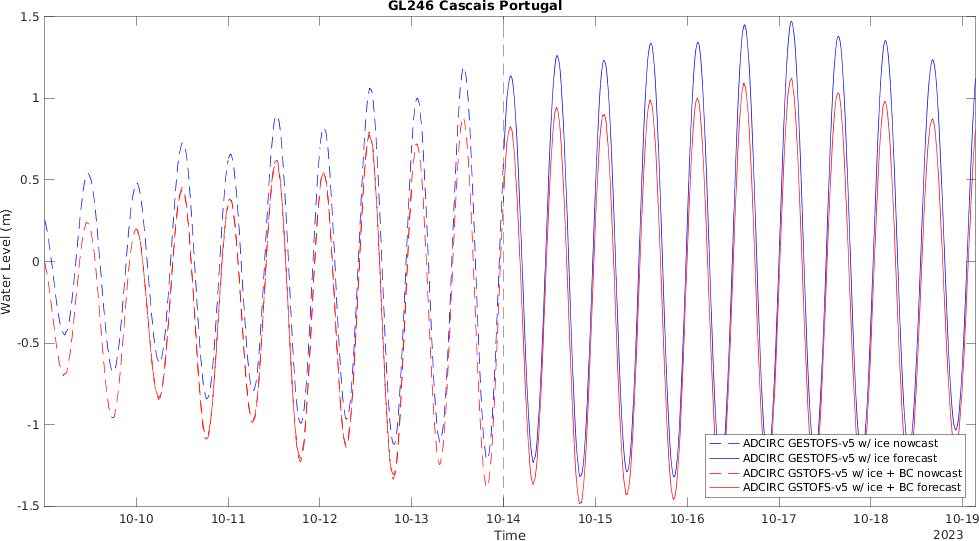 GL246 Cascais Portugal
Water Level (m)
1.5
1
0.5
0
-0.5
-1
-1.5
ADCIRC GESTOFS-v5 w/ ice nowcast
ADCIRC GESTOFS-v5 w/ ice forecast
ADCIRC GSTOFS-v5 w/ ice + BC nowcast
ADCIRC GSTOFS-v5 w/ ice + BC forecast
10-10 10-11 10-12 10-13 10-14 10-15 10-16 10-17 10-18 10-19
Time
2023